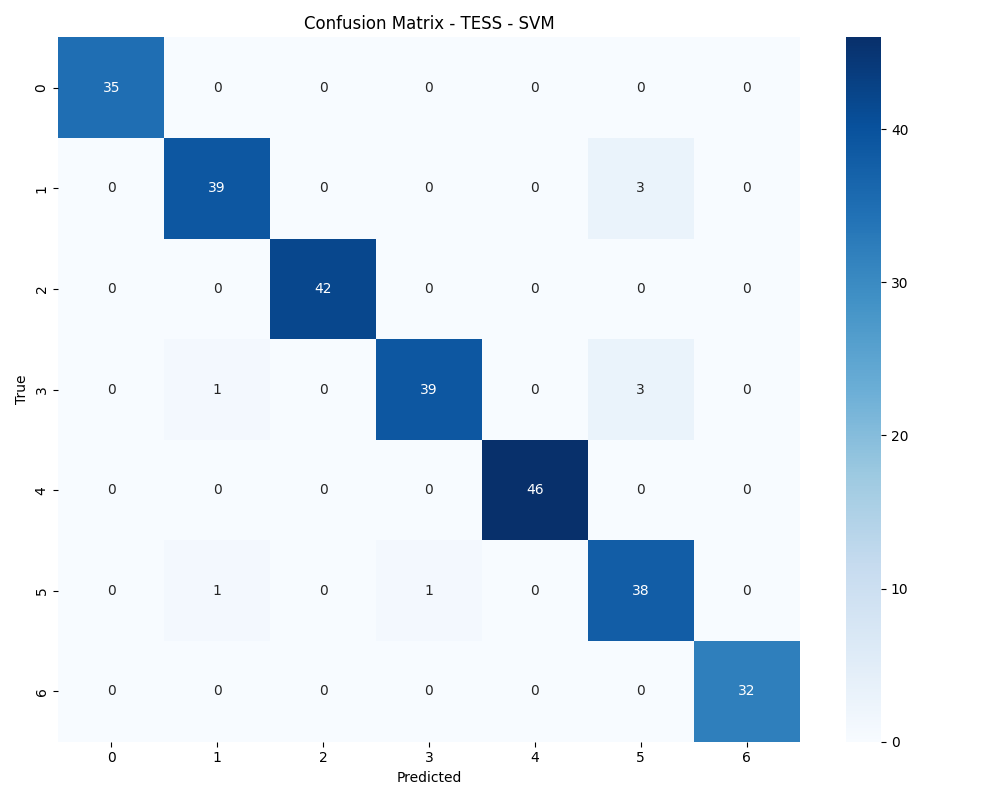 Confusion Matrix - TESS - SVM
0 35 0 0 0 0 0 0
1 0 39 0 0 0 3 0
2 0 0 42 0 0 0 0
3 0 1 0 39 0 3 0
4 0 0 0 0 46 0 0
5 0 1 0 1 0 38 0
6 0 0 0 0 0 0 32
0 1 2 3 4 5 6
True
Predicted
40
30
20
10
0